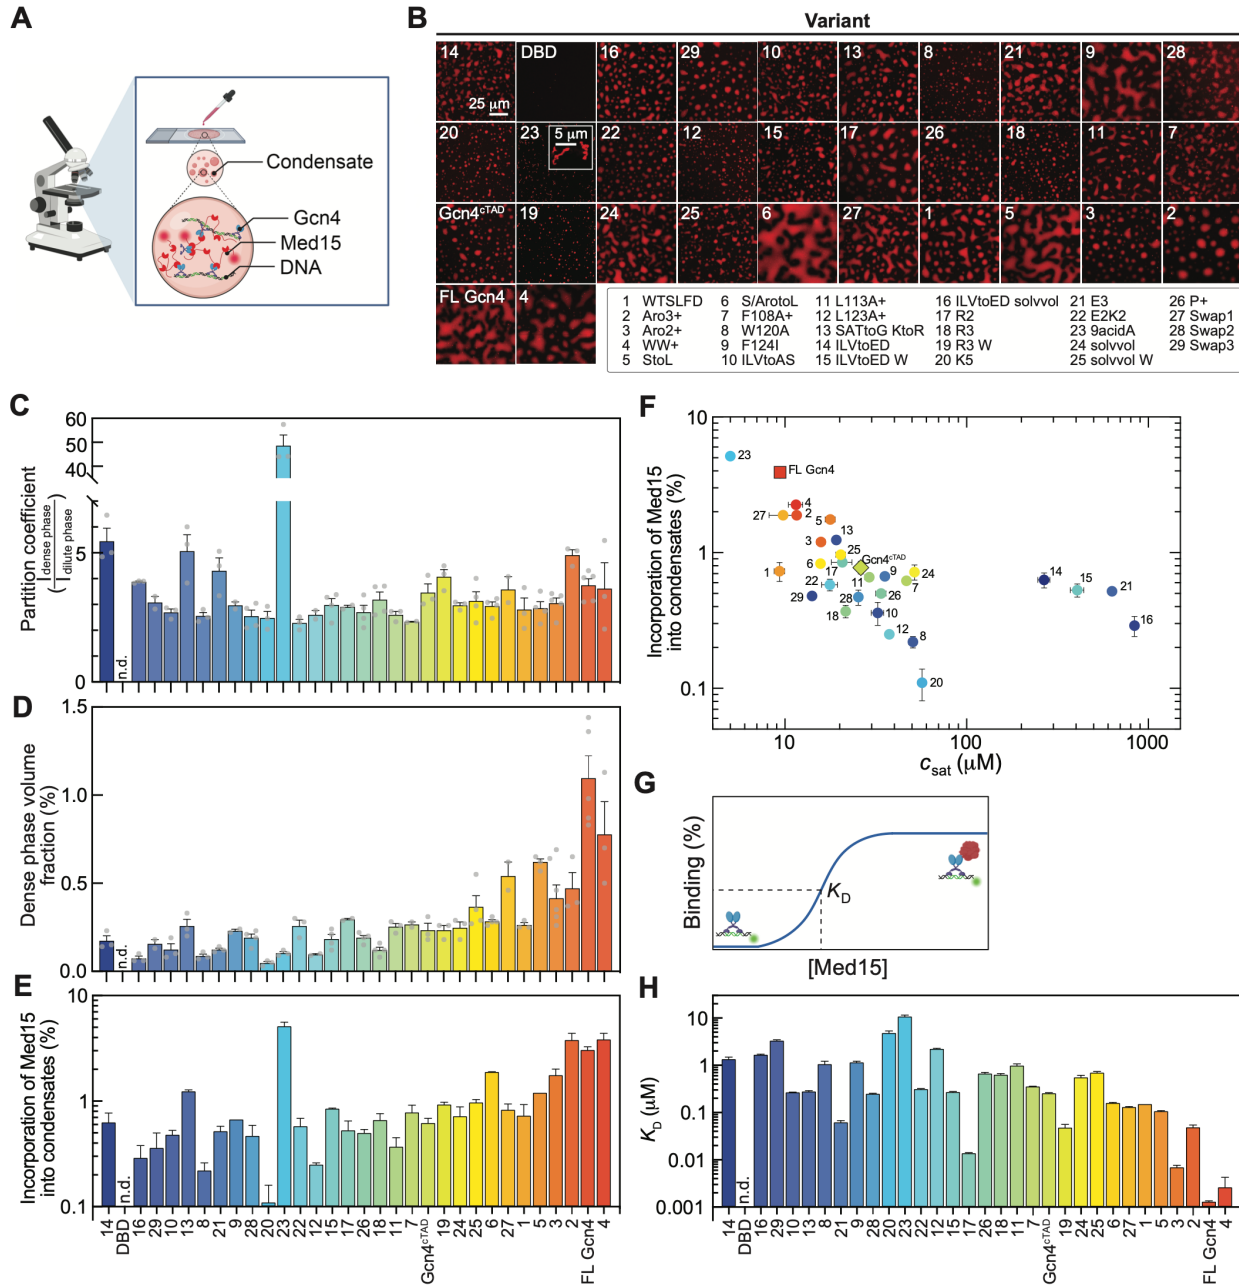 A
Condensate
Gcn4
Med15
DNA
B
Variant
14
DBD
16
29
10
13
8
21
9
28
25 μm
20
23
5 μm
22
12
15
17
26
18
11
7
Gcn4cTAD
19
24
25
6
27
1
5
3
2
FL Gcn4
4
1 WTSLFD
2 Aro3+
3 Aro2+
4 WW+
5 StoL
6 S/ArotoL
7 F108A+
8 W120A
9 F124I
10 ILVtoAS
11 L113A+
12 L123A+
13 SATtoG KtoR
14 ILVtoED
15 ILVtoED W
16 ILVtoED solvvol
17 R2
18 R3
19 R3 W
20 K5
21 E3
22 E2K2
23 9acidA
24 solvvol
25 solvvol W
26 P+
27 Swap1
28 Swap2
29 Swap3
C
Partition coefficient
(I dense phase / I dilute phase)
60
50
40
5
0
n.d.
D
Dense phase volume
fraction (%)
1.5
1.0
0.5
0.0
n.d.
E
Incorporation of Med15
into condensates (%)
10
1
0.1
n.d.
14
DBD
16
29
10
13
8
21
9
28
20
23
22
12
15
17
26
18
11
7
Gcn4cTAD
19
24
25
6
27
1
5
3
2
FL Gcn4
4
F
Incorporation of Med15
into condensates (%)
10
1
0.1
23
FL Gcn4
4
27
2
5
13
3
25
6
Gcn4cTAD
1
17
9
24
22
11
7
14
15
21
29
28
26
18
10
16
12
8
20
10
100
1000
csat (μM)
G
Binding (%)
KD
[Med15]
H
KD (μM)
10
1
0.1
0.01
0.001
n.d.
14
DBD
16
29
10
13
8
21
9
28
20
23
22
12
15
17
26
18
11
7
Gcn4cTAD
19
24
25
6
27
1
5
3
2
FL Gcn4
4